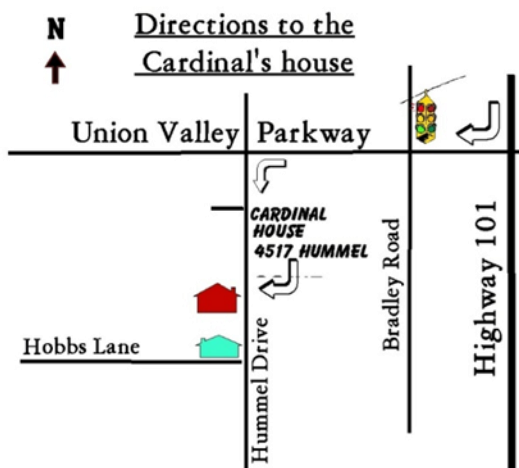 N
Directions to the
Cardinal's house
Union Valley Parkway
CARDINAL
HOUSE
4517 HUMMEL
Hobbs Lane
Hummel Drive
Bradley Road
Highway 101